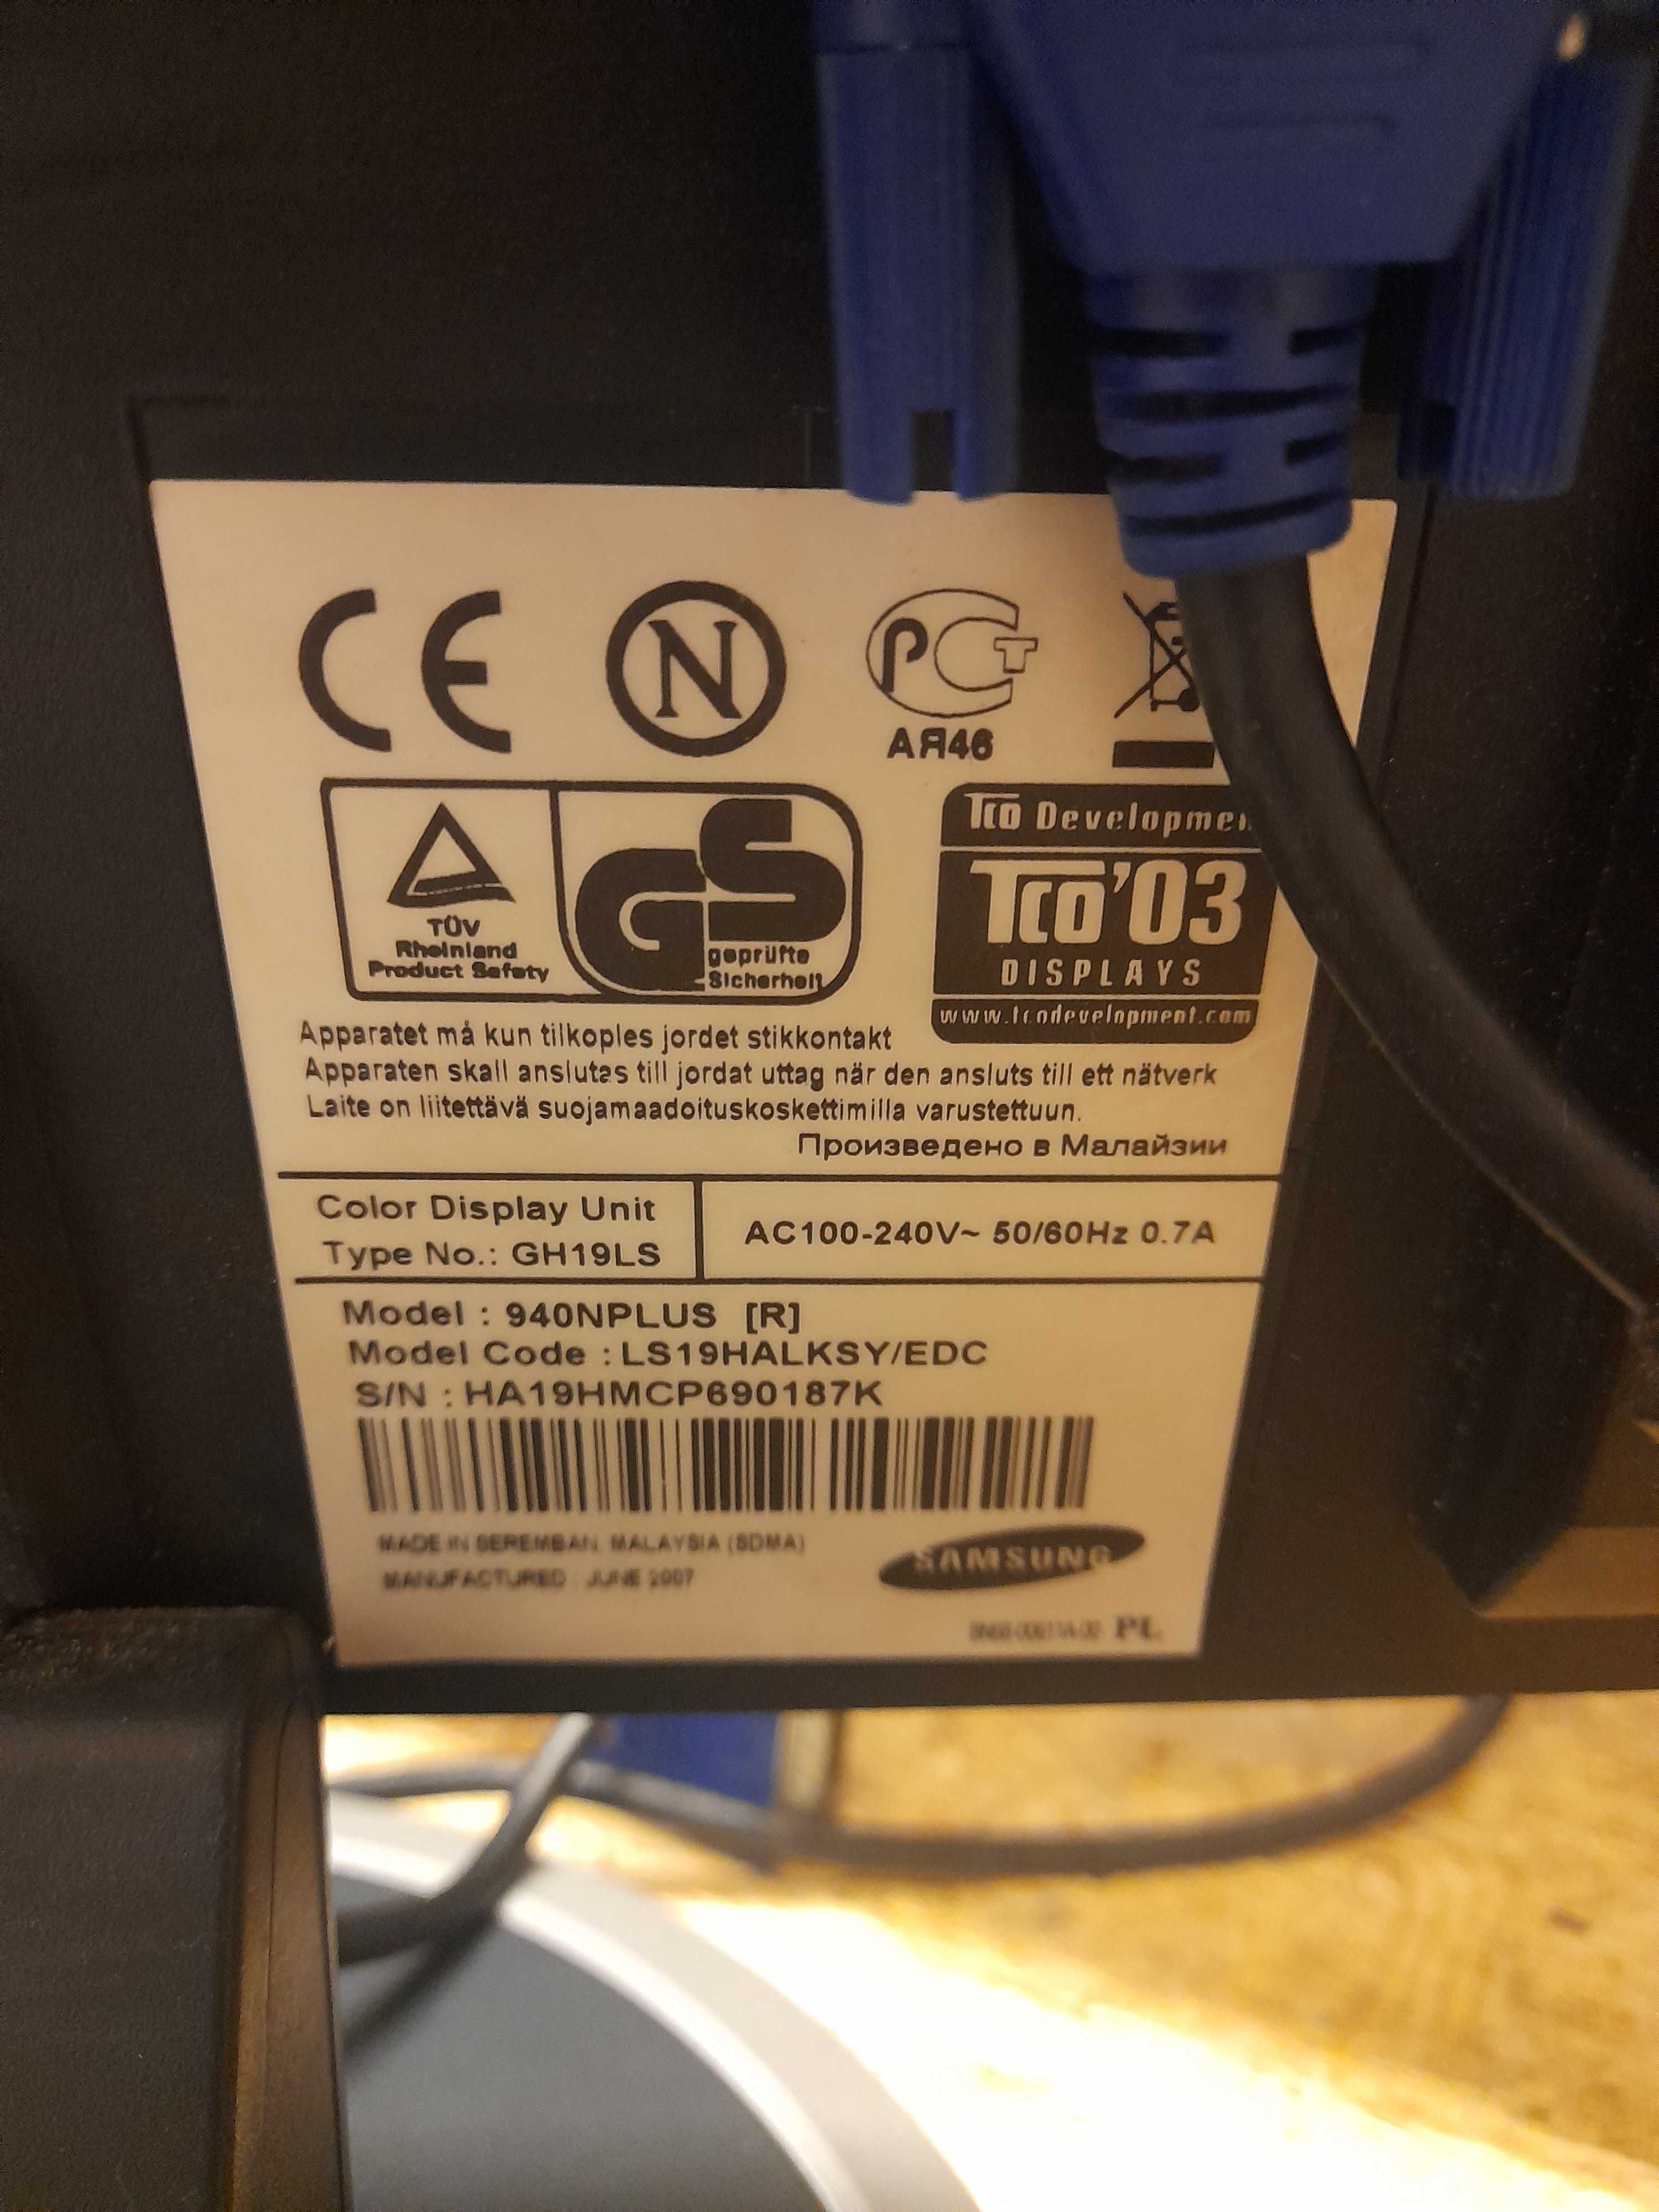 CE
N
PCT
АЯ46
TÜV
Rheinland
Product Safety
GS
geprüfte
Sicherheit
TCO
TCO'03
DISPLAYS
www.tcodevelopment.com
Apparatet må kun tilkoples jordet stikkontakt
Apparaten skall anslutas till jordat uttag när den ansluts till ett nätverk
Laite on liitettävä suojamaadoituskoskettimilla varustettuun.
Произведено в Малайзии
Color Display Unit
Type No.: GH19LS
AC100-240V~ 50/60Hz 0.7A
Model : 940NPLUS [R]
Model Code : LS19HALKSY/EDC
S/N : HA19HMCP690187K
MADE IN SEREMBAN, MALAYSIA (SDMA)
MANUFACTURED : JUNE 2007
SAMSUNG
PL